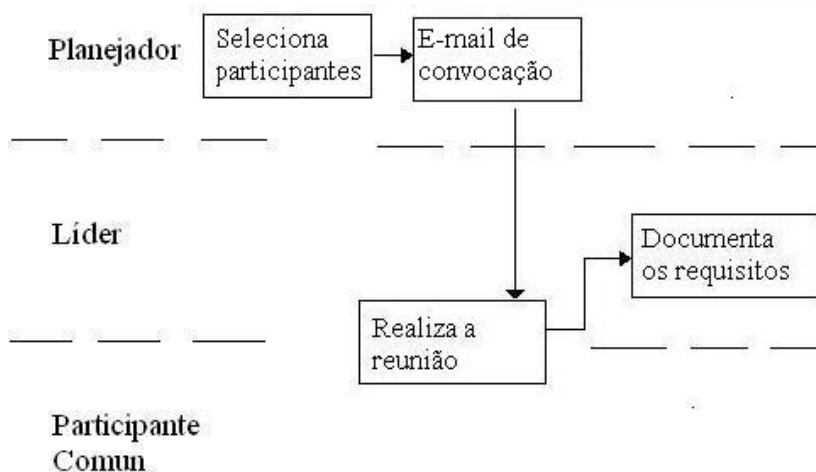 Planejador
Seleciona
participantes
E-mail de
convocação
Líder
Documenta
os requisitos
Realiza a
reunião
Participante
Comun